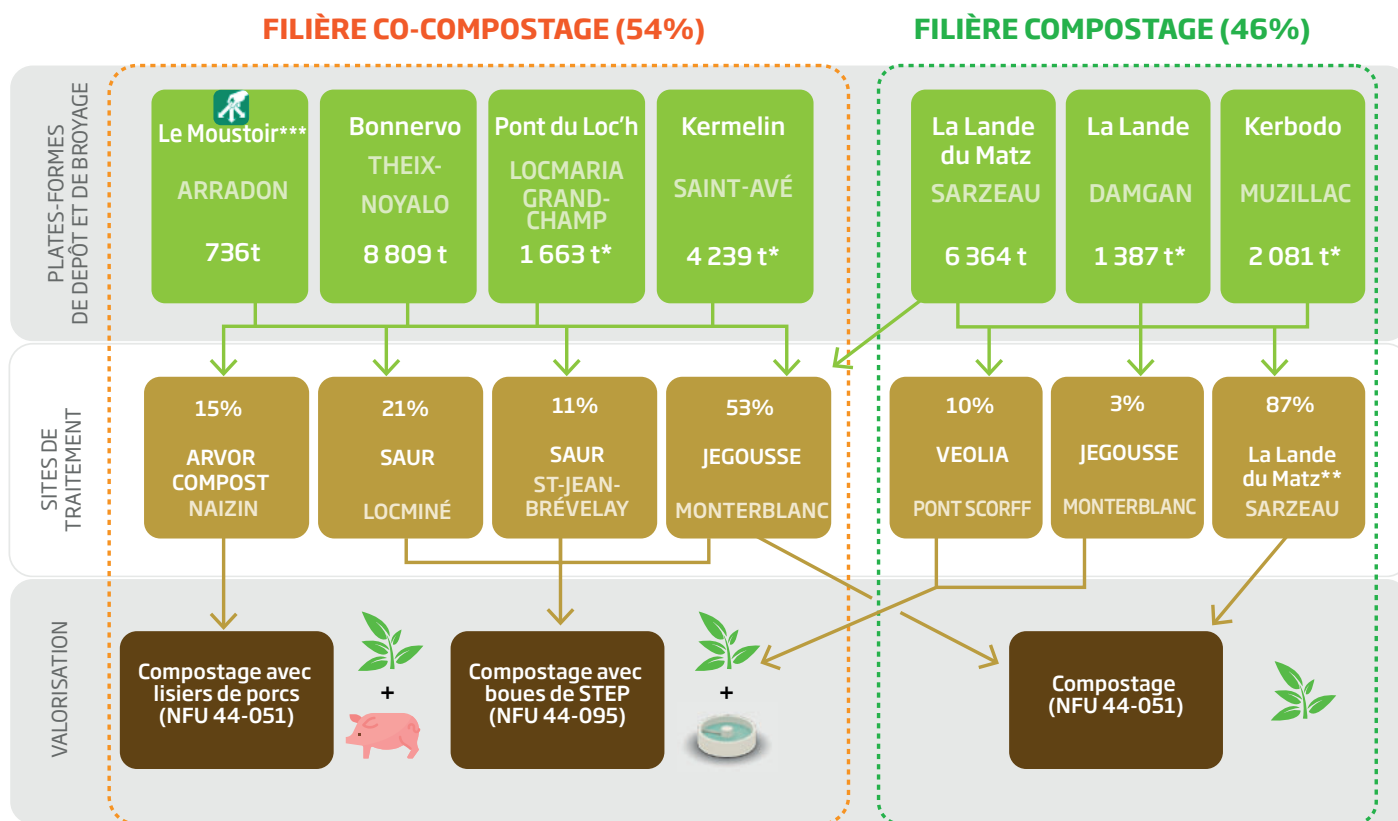 FILIÈRE CO-COMPOSTAGE (54%)
FILIÈRE COMPOSTAGE (46%)
PLATES-FORMES
DE DEPÔT ET DE BROYAGE
Le Moustoir***
ARRADON
736t
Bonnervo
THEIX-
NOYALO
8 809 t
Pont du Loc'h
LOCMARIA
GRAND-
CHAMP
1 663 t*
Kermelin
SAINT-AVÉ
4 239 t*
La Lande
du Matz
SARZEAU
6 364 t
La Lande
DAMGAN
1 387 t*
Kerbodo
MUZILLAC
2 081 t*
SITES DE
TRAITEMENT
15%
ARVOR
COMPOST
NAIZIN
21%
SAUR
LOCMINÉ
11%
SAUR
ST-JEAN-
BRÉVELAY
53%
JEGOUSSE
MONTERBLANC
10%
VEOLIA
PONT SCORFF
3%
JEGOUSSE
MONTERBLANC
87%
La Lande
du Matz**
SARZEAU
VALORISATION
Compostage avec
lisiers de porcs
(NFU 44-051)
+
Compostage avec
boues de STEP
(NFU 44-095)
+
Compostage
(NFU 44-051)